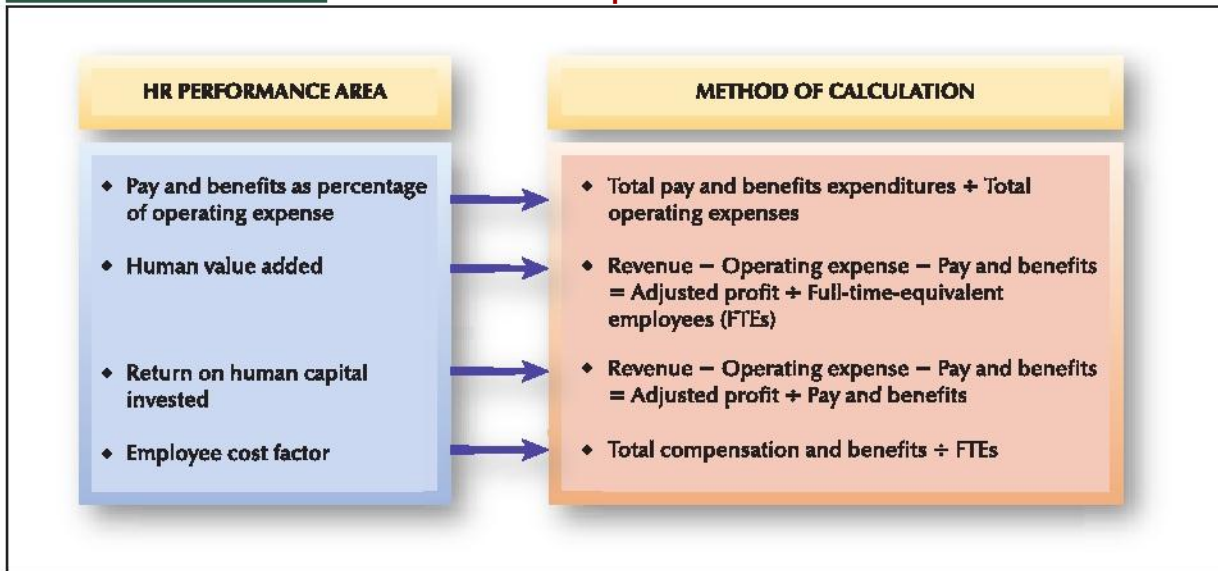 HR PERFORMANCE AREA
METHOD OF CALCULATION
◆ Pay and benefits as percentage
of operating expense
◆ Total pay and benefits expenditures ÷ Total
operating expenses
◆ Human value added
◆ Revenue − Operating expense − Pay and benefits
= Adjusted profit ÷ Full-time-equivalent
employees (FTEs)
◆ Return on human capital
invested
◆ Revenue − Operating expense − Pay and benefits
= Adjusted profit ÷ Pay and benefits
◆ Employee cost factor
◆ Total compensation and benefits ÷ FTEs